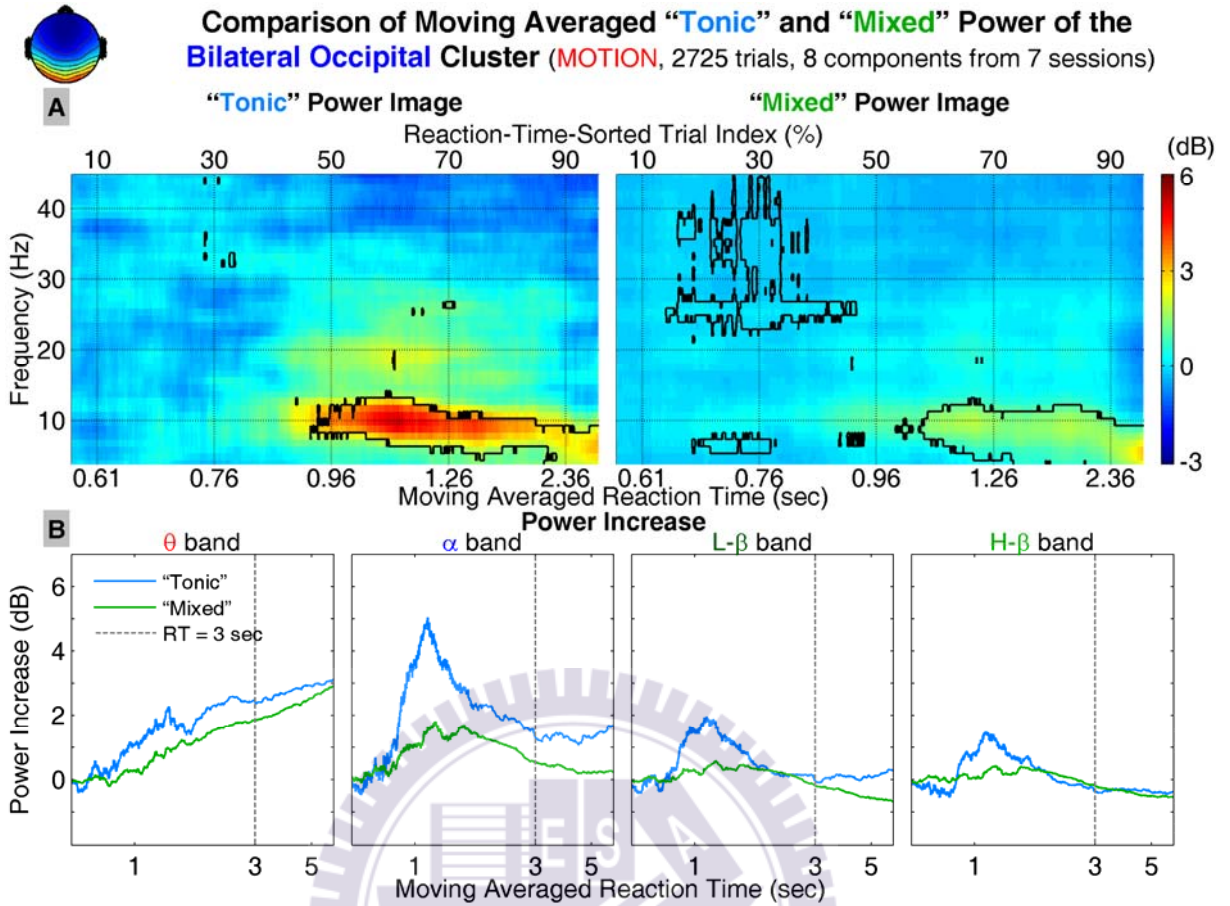 Comparison of Moving Averaged “Tonic” and “Mixed” Power of the
Bilateral Occipital Cluster (MOTION, 2725 trials, 8 components from 7 sessions)
A
“Tonic” Power Image
“Mixed” Power Image
Reaction-Time-Sorted Trial Index (%)
(dB)
10 30 50 70 90
10 30 50 70 90
6
3
0
-3
Frequency (Hz)
40
30
20
10
0.61 0.76 0.96 1.26 2.36
0.61 0.76 0.96 1.26 2.36
Moving Averaged Reaction Time (sec)
B
Power Increase
θ band
α band
L-β band
H-β band
Power Increase (dB)
6
4
2
0
“Tonic”
“Mixed”
RT = 3 sec
E S A
1 3 5
1 3 5
1 3 5
1 3 5
Moving Averaged Reaction Time (sec)